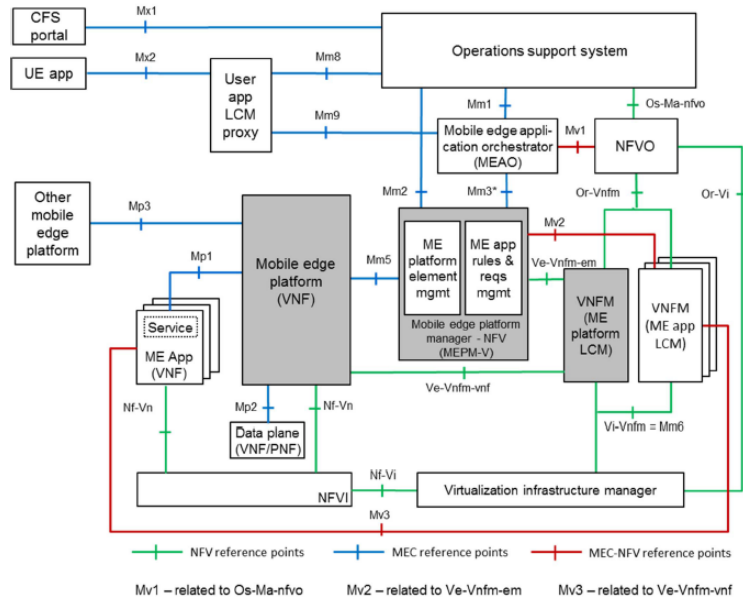 CFS
portal
Mx1
Operations support system
UE app
Mx2
User
app
LCM
proxy
Mm8
Mm9
Mm1
Os-Ma-nfvo
Mobile edge appli-
cation orchestrator
(MEAO)
Mv1
NFVO
Other
mobile
edge
platform
Mp3
Mm2
Mm3*
Or-Vnfm
Or-Vi
Mv2
Mobile edge
platform
(VNF)
Mp1
Mm5
ME
platform
element
mgmt
ME app
rules &
reqs
mgmt
Mobile edge platform
manager - NFV
(MEPM-V)
Ve-Vnfm-em
VNFM
(ME
platform
LCM)
VNFM
(ME app
LCM)
Service
ME App
(VNF)
Ve-Vnfm-vnf
Nf-Vn
Mp2
Nf-Vn
Data plane
(VNF/PNF)
Vi-Vnfm = Mm6
NFVI
Nf-Vi
Virtualization infrastructure manager
Mv3
NFV reference points
MEC reference points
MEC-NFV reference points
Mv1 – related to Os-Ma-nfvo
Mv2 – related to Ve-Vnfm-em
Mv3 – related to Ve-Vnfm-vnf